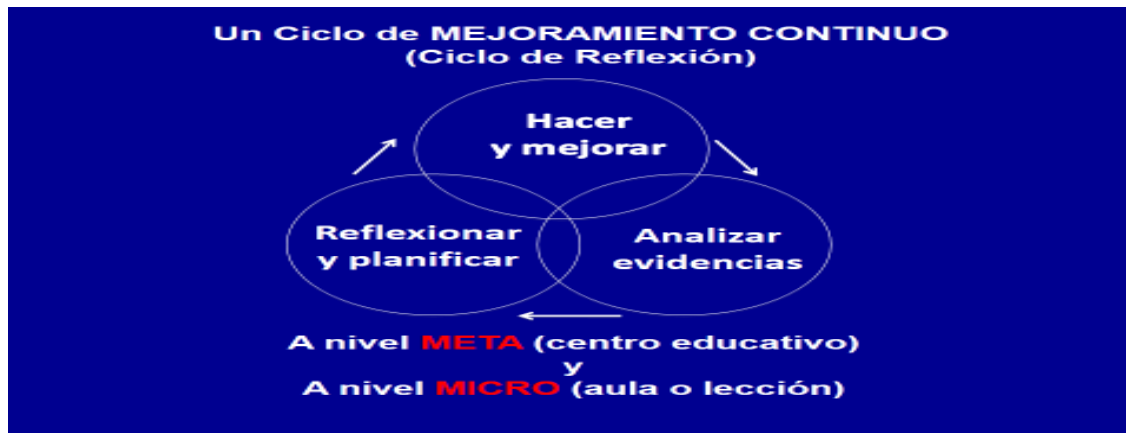 Un Ciclo de MEJORAMIENTO CONTINUO
(Ciclo de Reflexión)
Hacer
y mejorar
Reflexionar
y planificar
Analizar
evidencias
A nivel META (centro educativo)
y
A nivel MICRO (aula o lección)